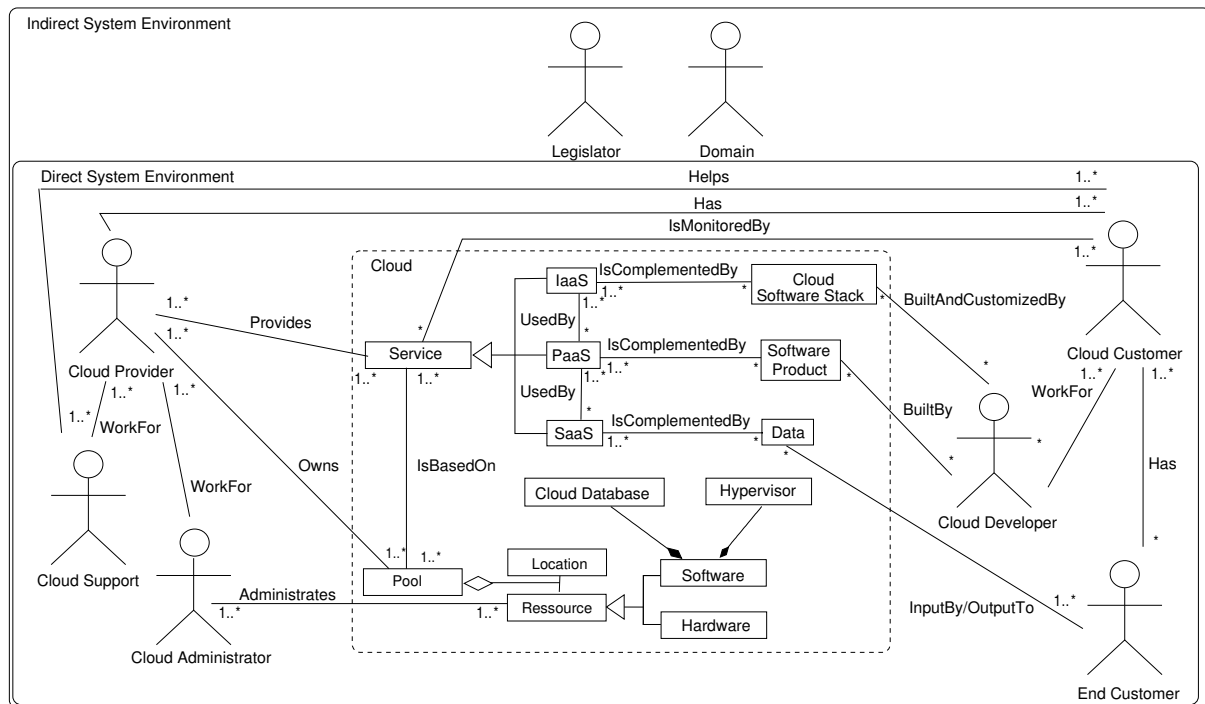 Indirect System Environment
Legislator
Domain
Direct System Environment
Helps
1..*
Has
1..*
IsMonitoredBy
1..*
Cloud
IaaS
IsComplementedBy
1..*
*
Cloud
Software Stack
*
BuiltAndCustomizedBy
*
1..*
UsedBy
*
1..*
Provides
1..*
Cloud Provider
*
Service
1..*
1..*
PaaS
IsComplementedBy
1..*
*
Software
Product
*
BuiltBy
*
1..*
UsedBy
*
SaaS
IsComplementedBy
1..*
*
Data
*
Cloud Customer
1..*
1..*
WorkFor
*
Cloud Developer
Has
*
1..*
1..*
1..*
WorkFor
WorkFor
Owns
IsBasedOn
Cloud Database
Hypervisor
Cloud Support
1..*
1..*
Pool
Location
Software
Administrates
1..*
1..*
Ressource
Hardware
InputBy/OutputTo
1..*
Cloud Administrator
End Customer